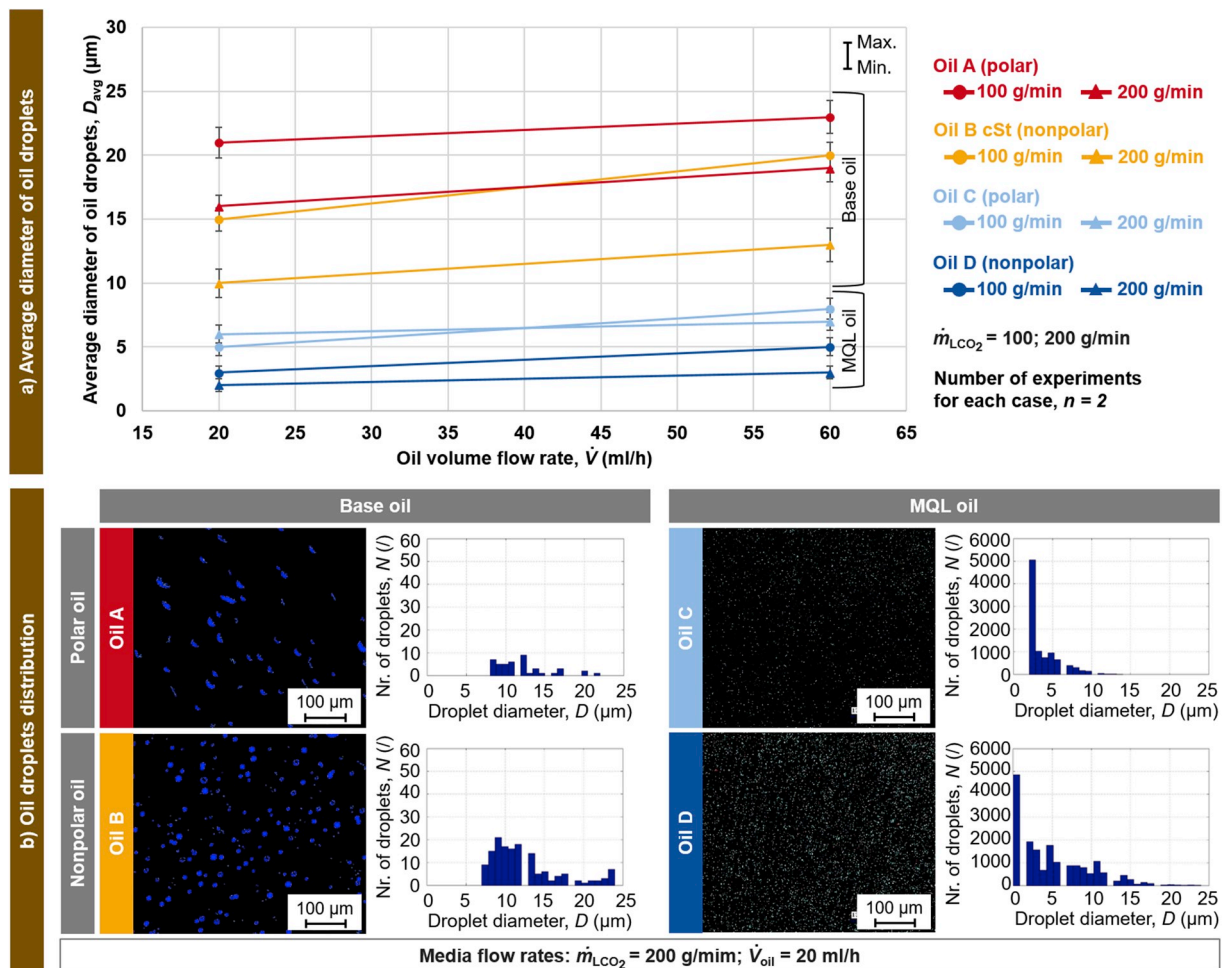 a) Average diameter of oil droplets
Average diameter of oil dropets, D_avg (µm)
30
25
20
15
10
5
0
15 20 25 30 35 40 45 50 55 60 65
Oil volume flow rate, V̇ (ml/h)
Max.
Min.
Base oil
MQL oil
Oil A (polar)
100 g/min 200 g/min
Oil B cSt (nonpolar)
100 g/min 200 g/min
Oil C (polar)
100 g/min 200 g/min
Oil D (nonpolar)
100 g/min 200 g/min
ṁ_LCO₂ = 100; 200 g/min
Number of experiments
for each case, n = 2
b) Oil droplets distribution
Base oil
MQL oil
Polar oil
Oil A
100 µm
Nr. of droplets, N (/)
60
50
40
30
20
10
0
0 5 10 15 20 25
Droplet diameter, D (µm)
Oil C
100 µm
Nr. of droplets, N (/)
6000
5000
4000
3000
2000
1000
0 5 10 15 20 25
Droplet diameter, D (µm)
Nonpolar oil
Oil B
100 µm
Nr. of droplets, N (/)
60
50
40
30
20
10
0
0 5 10 15 20 25
Droplet diameter, D (µm)
Oil D
100 µm
Nr. of droplets, N (/)
6000
5000
4000
3000
2000
1000
0
0 5 10 15 20 25
Droplet diameter, D (µm)
Media flow rates: ṁ_LCO₂ = 200 g/mim; V̇_oil = 20 ml/h